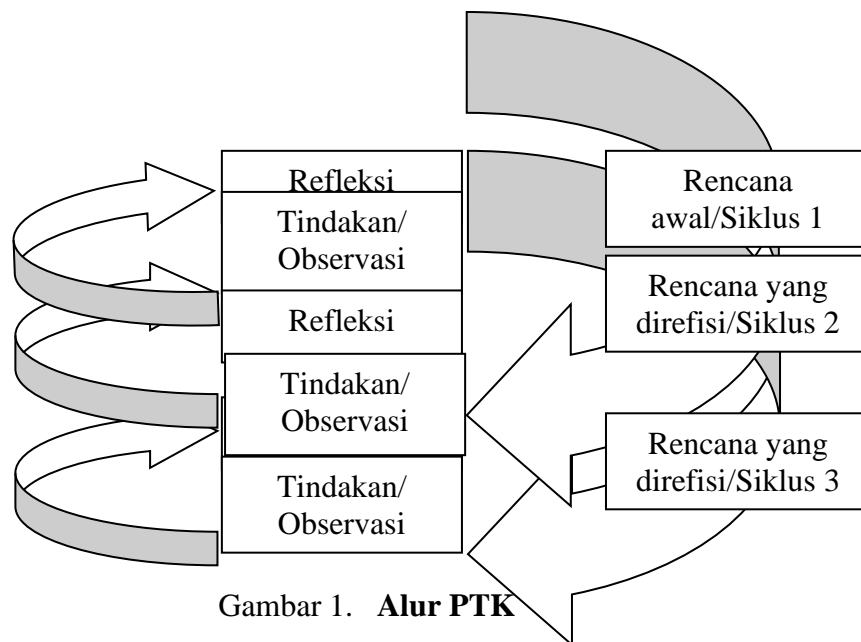 Refleksi
Tindakan/
Observasi
Refleksi
Tindakan/
Observasi
Tindakan/
Observasi
Rencana
awal/Siklus 1
Rencana yang
direfisi/Siklus 2
Rencana yang
direfisi/Siklus 3
Gambar 1. Alur PTK